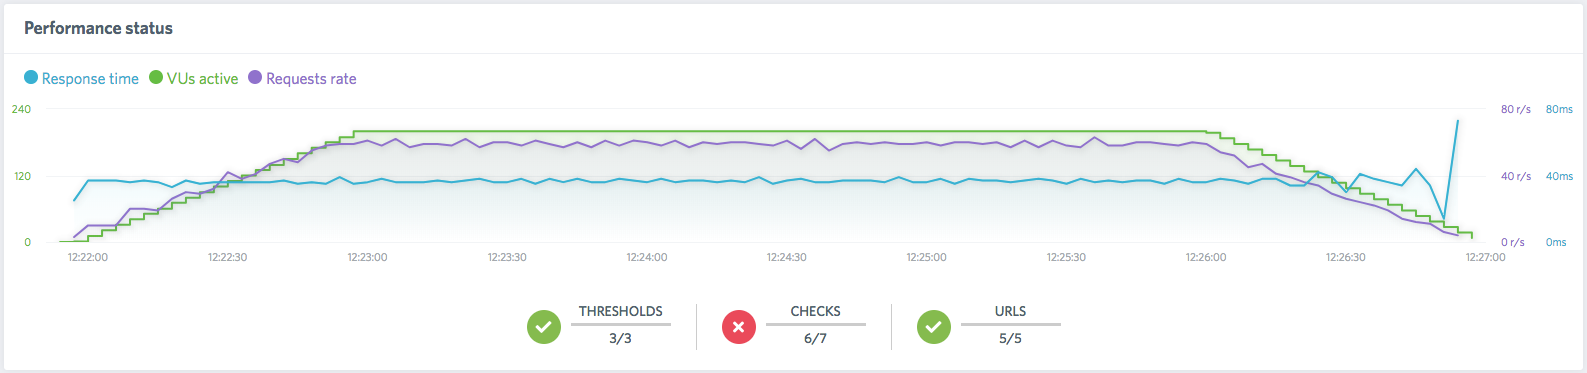 Performance status
Response time VUs active Requests rate
240 80 r/s 80ms
120 40 r/s 40ms
0 0 r/s 0ms
12:22:00 12:22:30 12:23:00 12:23:30 12:24:00 12:24:30 12:25:00 12:25:30 12:26:00 12:26:30 12:27:00
THRESHOLDS CHECKS URLS
3/3 6/7 5/5